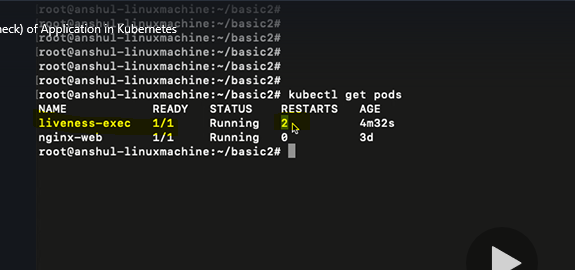 root@anshul-linuxmachine:~/basic2#
heck) of Application in Kubernetes
root@anshul-linuxmachine:~/basic2#
root@anshul-linuxmachine:~/basic2#
root@anshul-linuxmachine:~/basic2#
root@anshul-linuxmachine:~/basic2#
root@anshul-linuxmachine:~/basic2# kubectl get pods
NAME READY STATUS RESTARTS AGE
liveness-exec 1/1 Running 2 4m32s
nginx-web 1/1 Running 0 3d
root@anshul-linuxmachine:~/basic2#